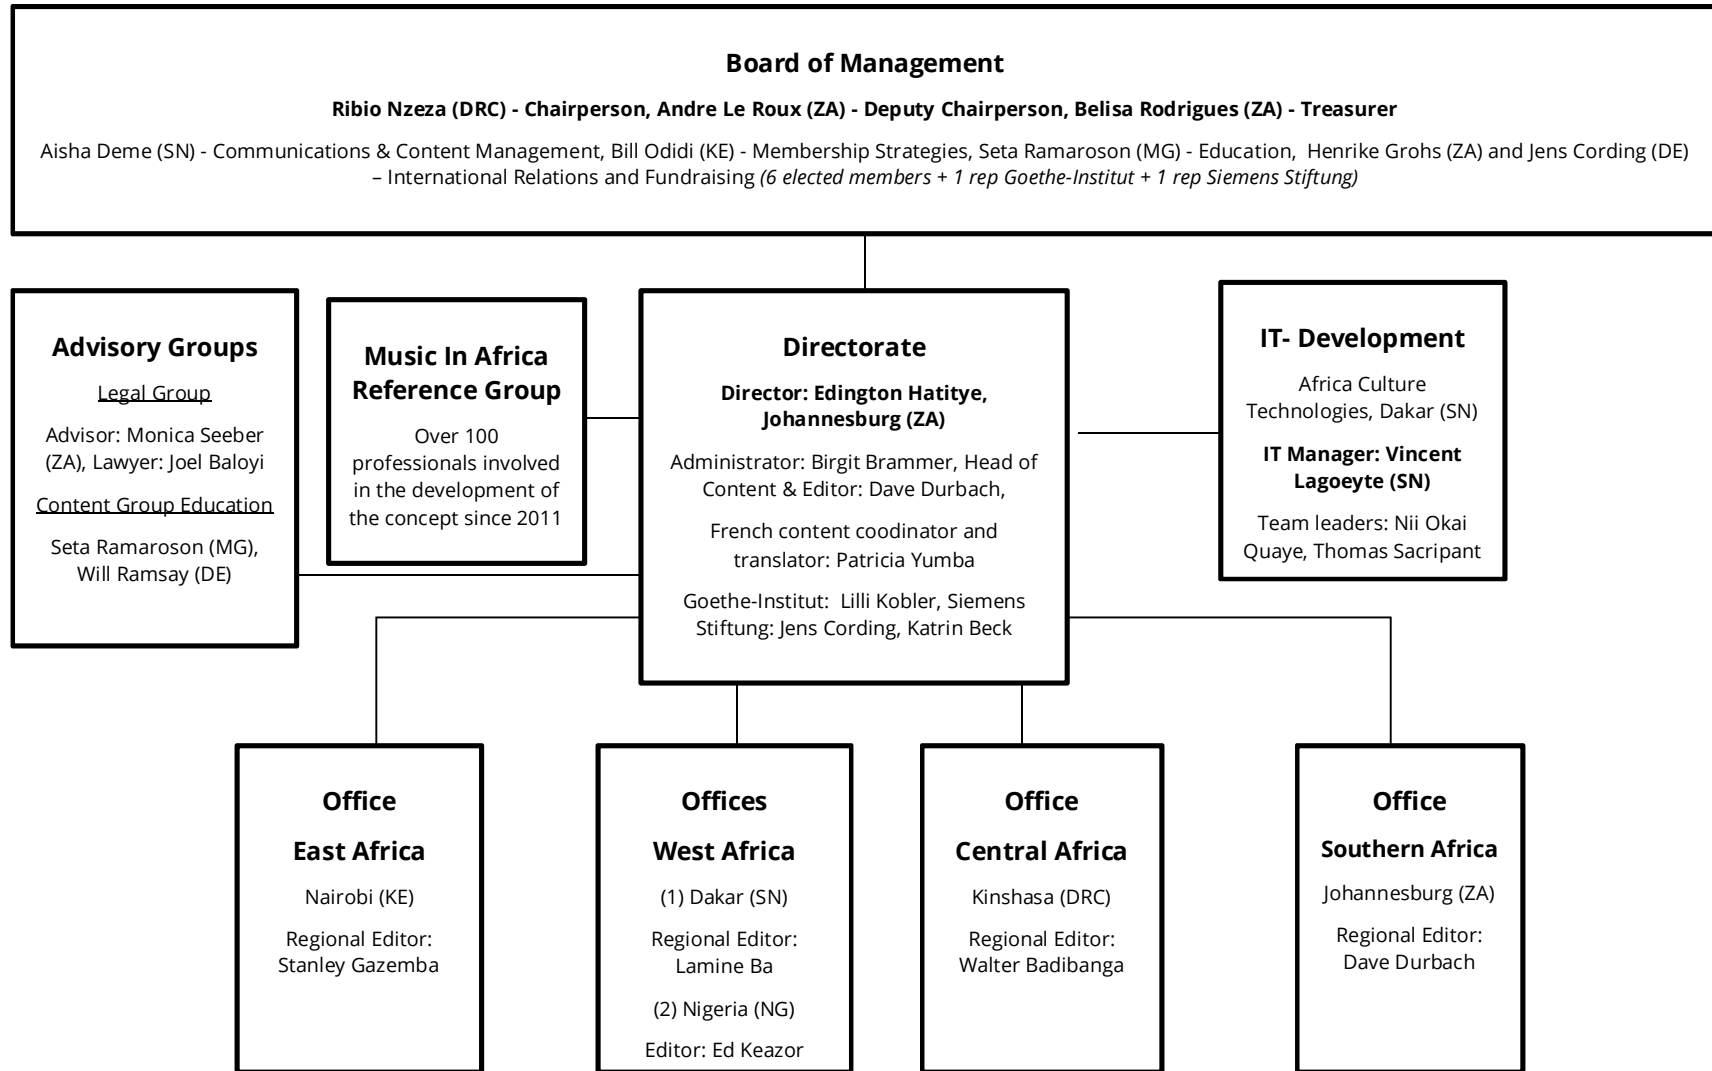 Board of Management
Ribio Nzeza (DRC) - Chairperson, Andre Le Roux (ZA) - Deputy Chairperson, Belisa Rodrigues (ZA) - Treasurer
Aisha Deme (SN) - Communications & Content Management, Bill Odidi (KE) - Membership Strategies, Seta Ramaroson (MG) - Education,  Henrike Grohs (ZA) and Jens Cording (DE)
– International Relations and Fundraising (6 elected members + 1 rep Goethe-Institut + 1 rep Siemens Stiftung)
Advisory Groups
Legal Group
Advisor: Monica Seeber
(ZA), Lawyer: Joel Baloyi
Content Group Education
Seta Ramaroson (MG),
Will Ramsay (DE)
Music In Africa
Reference Group
Over 100
professionals involved
in the development of
the concept since 2011
Directorate
Director: Edington Hatitye,
Johannesburg (ZA)
Administrator: Birgit Brammer, Head of
Content & Editor: Dave Durbach,
French content coodinator and
translator: Patricia Yumba
Goethe-Institut:  Lilli Kobler, Siemens
Stiftung: Jens Cording, Katrin Beck
IT- Development
Africa Culture
Technologies, Dakar (SN)
IT Manager: Vincent
Lagoeyte (SN)
Team leaders: Nii Okai
Quaye, Thomas Sacripant
Office
East Africa
Nairobi (KE)
Regional Editor:
Stanley Gazemba
Offices
West Africa
(1) Dakar (SN)
Regional Editor:
Lamine Ba
(2) Nigeria (NG)
Editor: Ed Keazor
Office
Central Africa
Kinshasa (DRC)
Regional Editor:
Walter Badibanga
Office
Southern Africa
Johannesburg (ZA)
Regional Editor:
Dave Durbach